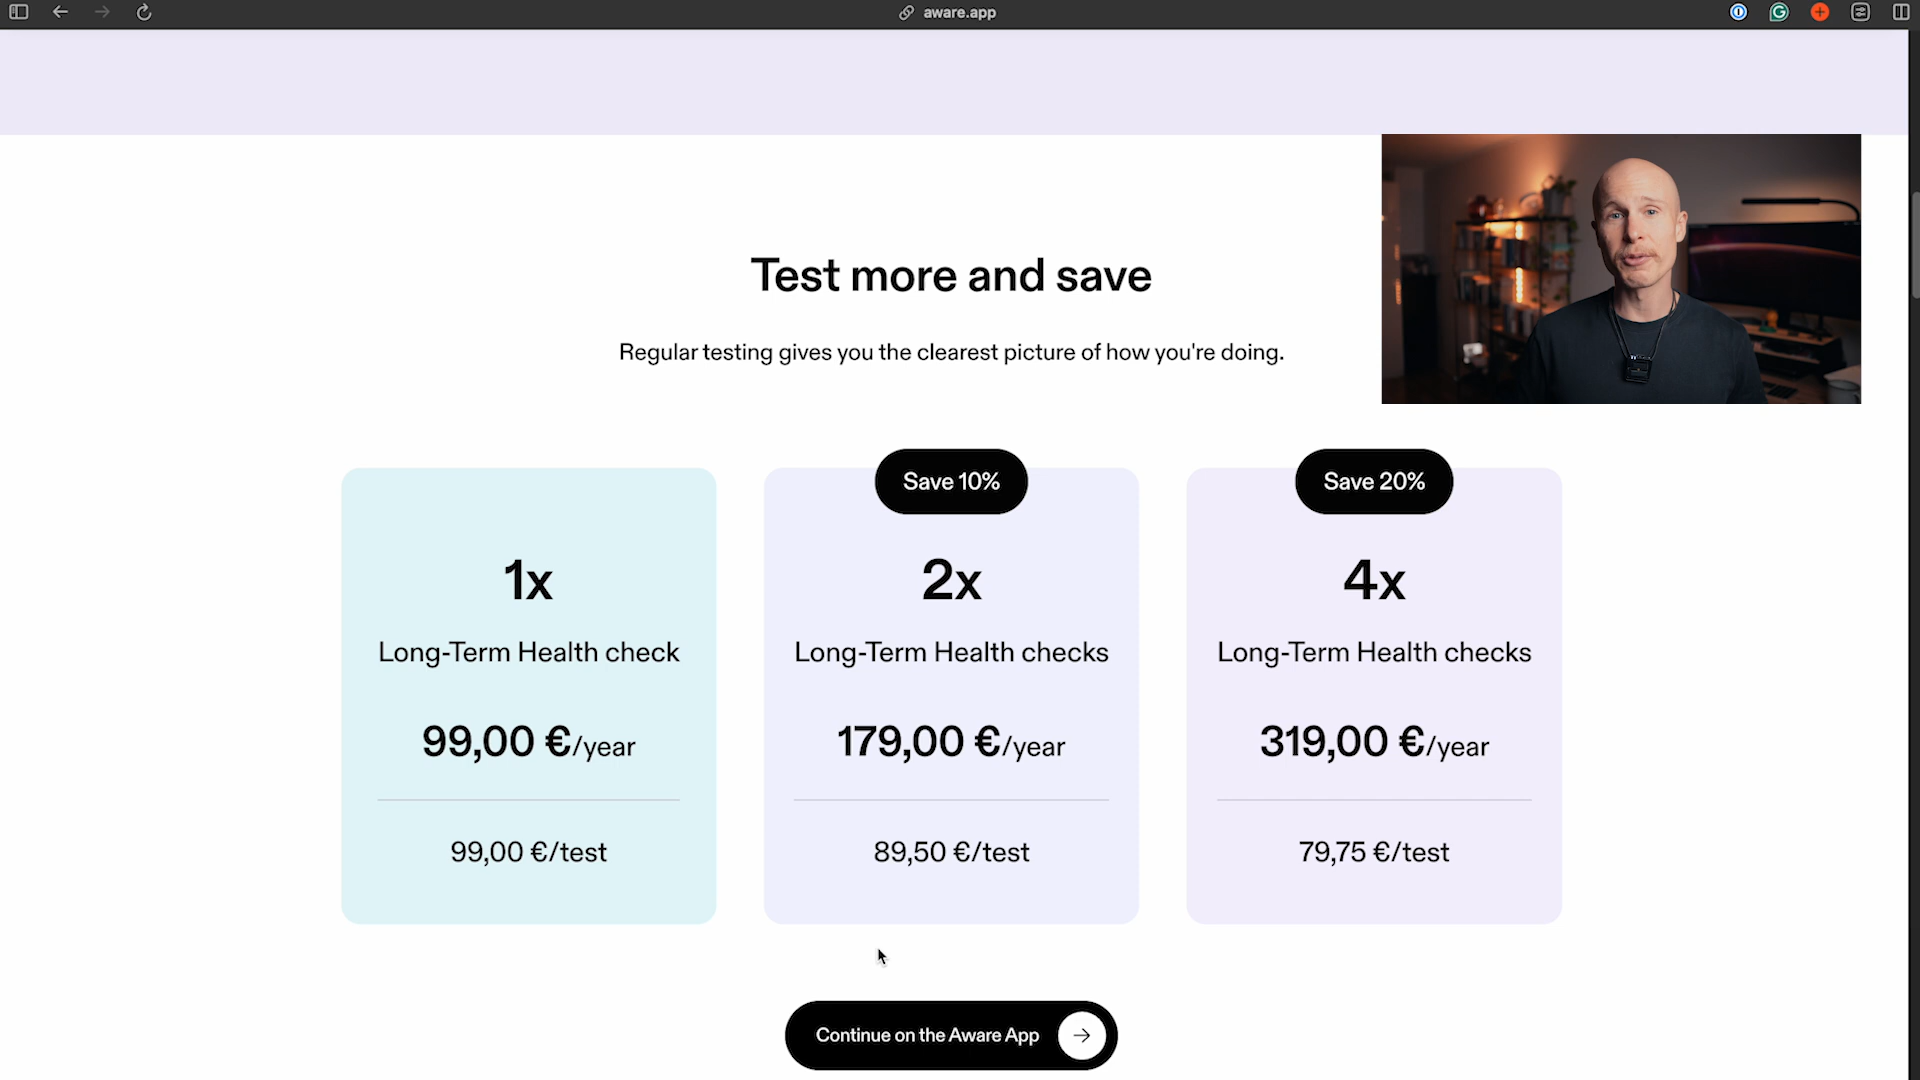 aware.app
Test more and save
Regular testing gives you the clearest picture of how you're doing.
1x
Long-Term Health check
99,00 €/year
99,00 €/test
Save 10%
2x
Long-Term Health checks
179,00 €/year
89,50 €/test
Save 20%
4x
Long-Term Health checks
319,00 €/year
79,75 €/test
Continue on the Aware App